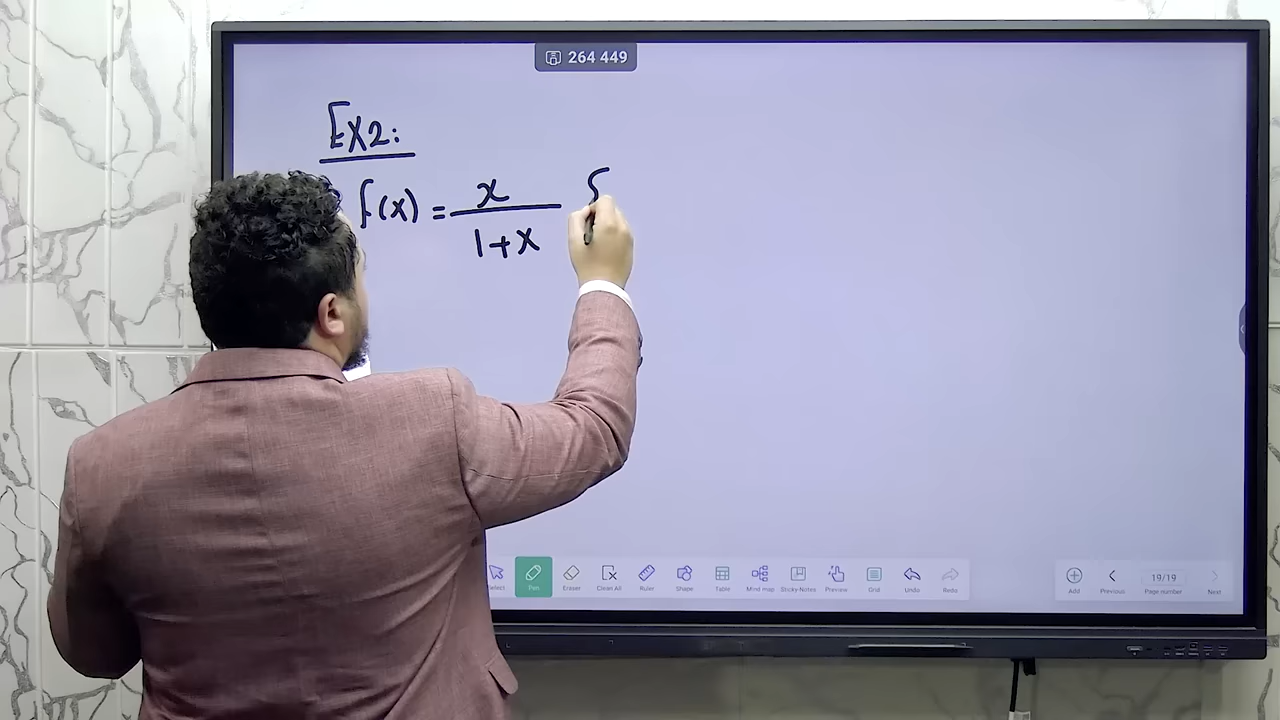 264 449
Ex2:
f(x) = x / 1+x
Select Pen Eraser Clean All Ruler Shape Table Mind map Sticky-Notes Preview Grid Undo Redo
Add Previous 19/19 Page number Next